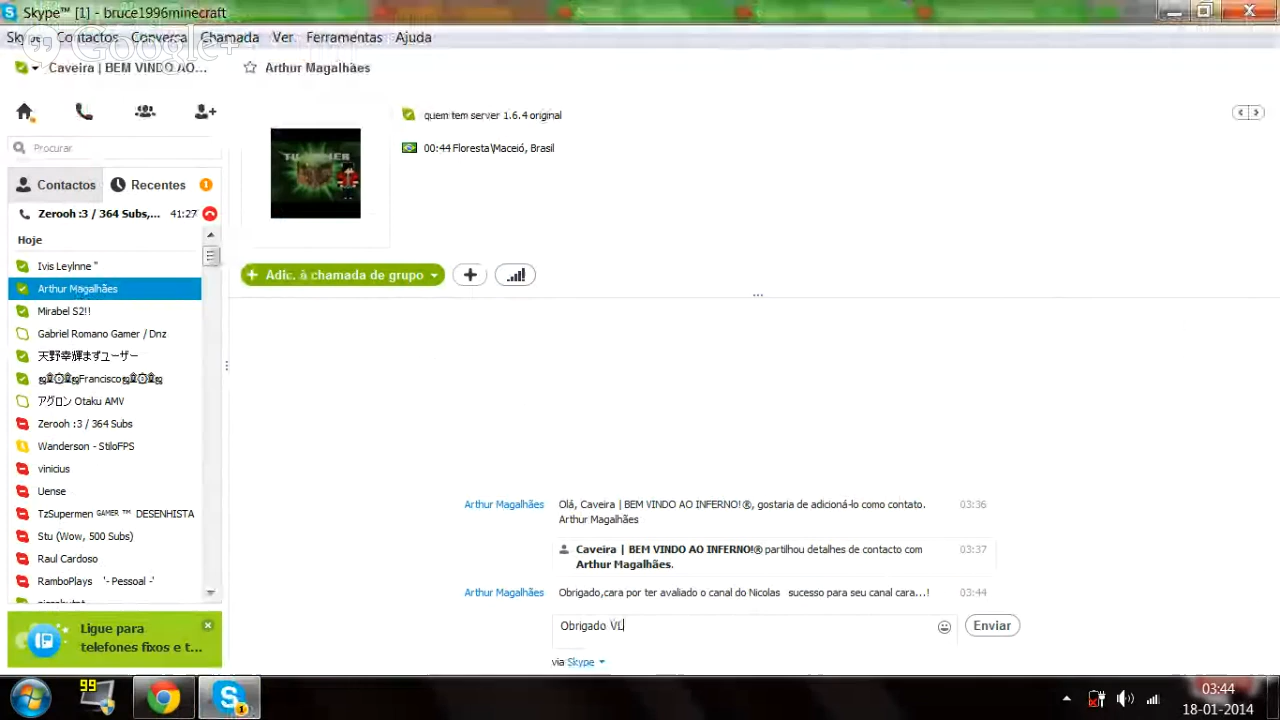 Skype™ [1] - bruce1996minecraft
Skype Contactos Conversa Chamada Ver Ferramentas Ajuda
Google+
Caveira | BEM VINDO AO...
Arthur Magalhães
quem tem server 1.6.4 original
TV GAMER
00:44 Floresta\Maceió, Brasil
Procurar
Contactos
Recentes
1
Zerooh :3 / 364 Subs,... 41:27
Hoje
Ivis Leylnne "
Adic. à chamada de grupo
Arthur Magalhães
Mirabel S2!!
Gabriel Romano Gamer / Dnz
天野幸輝まずユーザー
Francisco
アグロン Otaku AMV
Zerooh :3 / 364 Subs
Wanderson - StiloFPS
vinicius
Uense
TzSupermen GAMER ™ DESENHISTA
Stu (Wow, 500 Subs)
Raul Cardoso
RamboPlays '- Pessoal -'
Arthur Magalhães Olá, Caveira | BEM VINDO AO INFERNO!®, gostaria de adicioná-lo como contato. 03:36
Arthur Magalhães
Caveira | BEM VINDO AO INFERNO!® partilhou detalhes de contacto com 03:37
Arthur Magalhães.
Arthur Magalhães Obrigado,cara por ter avaliado o canal do Nicolas sucesso para seu canal cara...! 03:44
Obrigado VL
Enviar
via Skype
Ligue para
telefones fixos e t...
99
1
03:44
18-01-2014